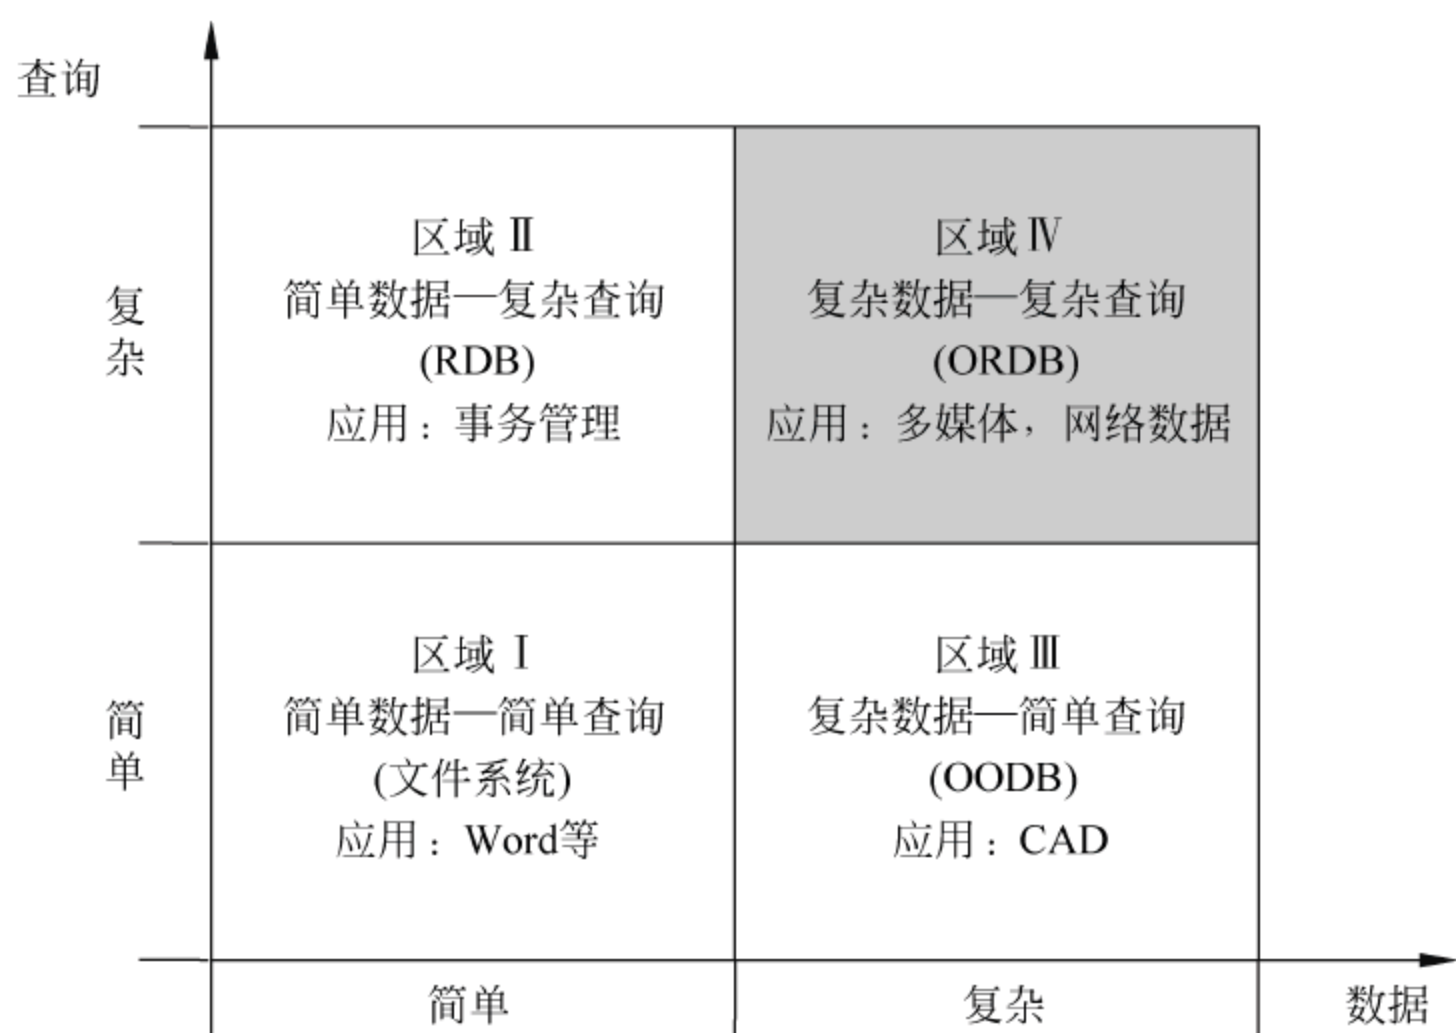 查询
复杂
区域 Ⅱ
简单数据—复杂查询
(RDB)
应用：事务管理
区域 Ⅳ
复杂数据—复杂查询
(ORDB)
应用：多媒体，网络数据
简单
区域 Ⅰ
简单数据—简单查询
(文件系统)
应用：Word等
区域 Ⅲ
复杂数据—简单查询
(OODB)
应用：CAD
简单
复杂
数据